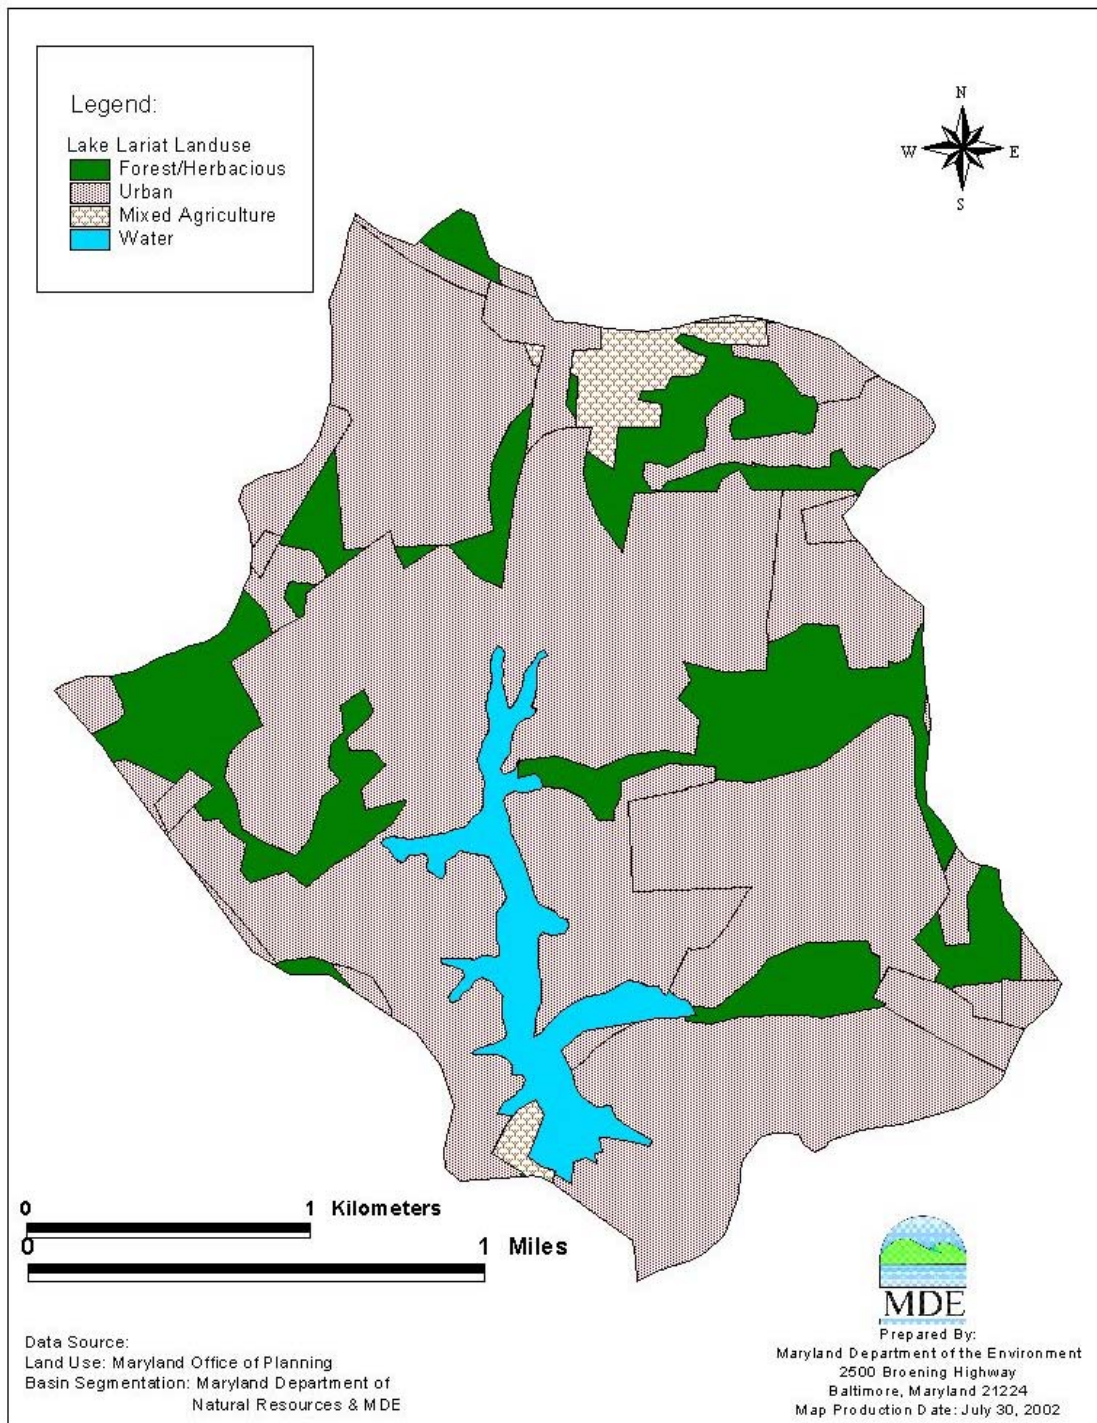 Legend:
Lake Lariat Landuse
Forest/Herbacious
Urban
Mixed Agriculture
Water
N
W E
S
0 1 Kilometers
0 1 Miles
Data Source:
Land Use: Maryland Office of Planning
Basin Segmentation: Maryland Department of
Natural Resources & MDE
MDE
Prepared By:
Maryland Department of the Environment
2500 Broening Highway
Baltimore, Maryland 21224
Map Production Date: July 30, 2002